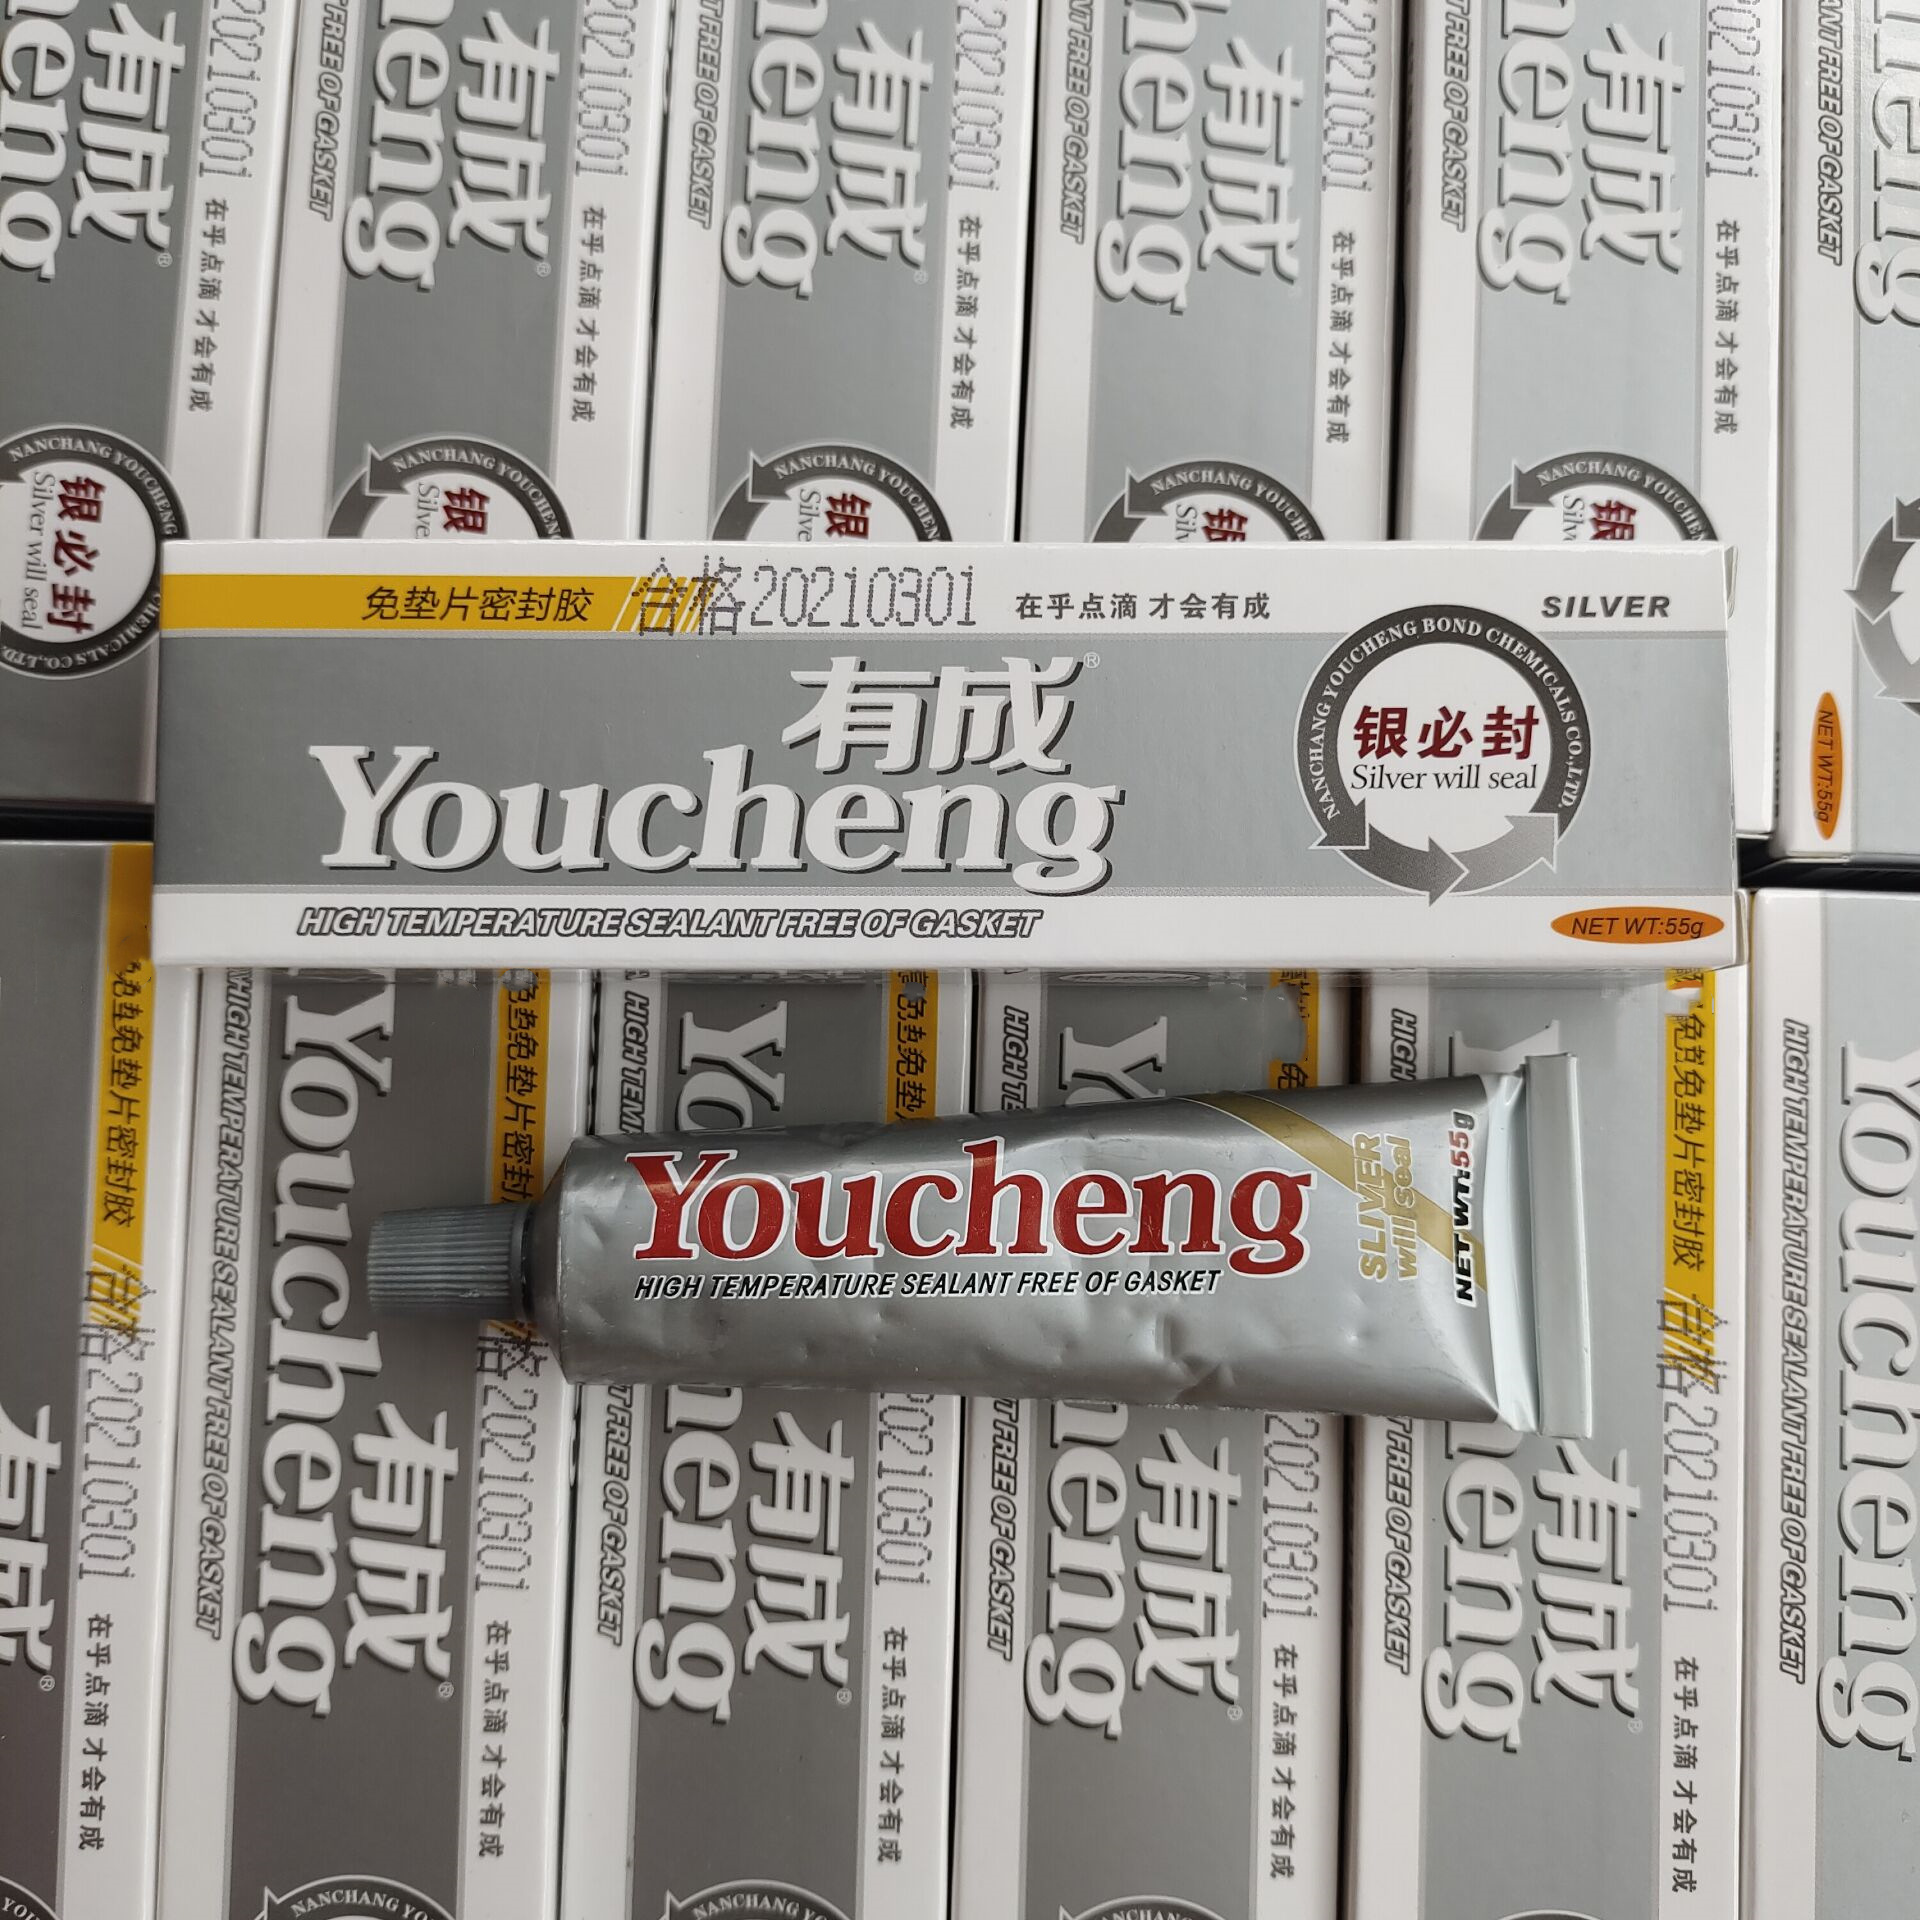 免垫片密封胶
合格20210301
在乎点滴 才会有成
SILVER
有成®
Youcheng
NANCHANG YOUCHENG BOND CHEMICALS CO.,LTD.
银必封
Silver will seal
HIGH TEMPERATURE SEALANT FREE OF GASKET
NET WT:55g
Youcheng
HIGH TEMPERATURE SEALANT FREE OF GASKET
SLIVER
will seal
NET WT:55g